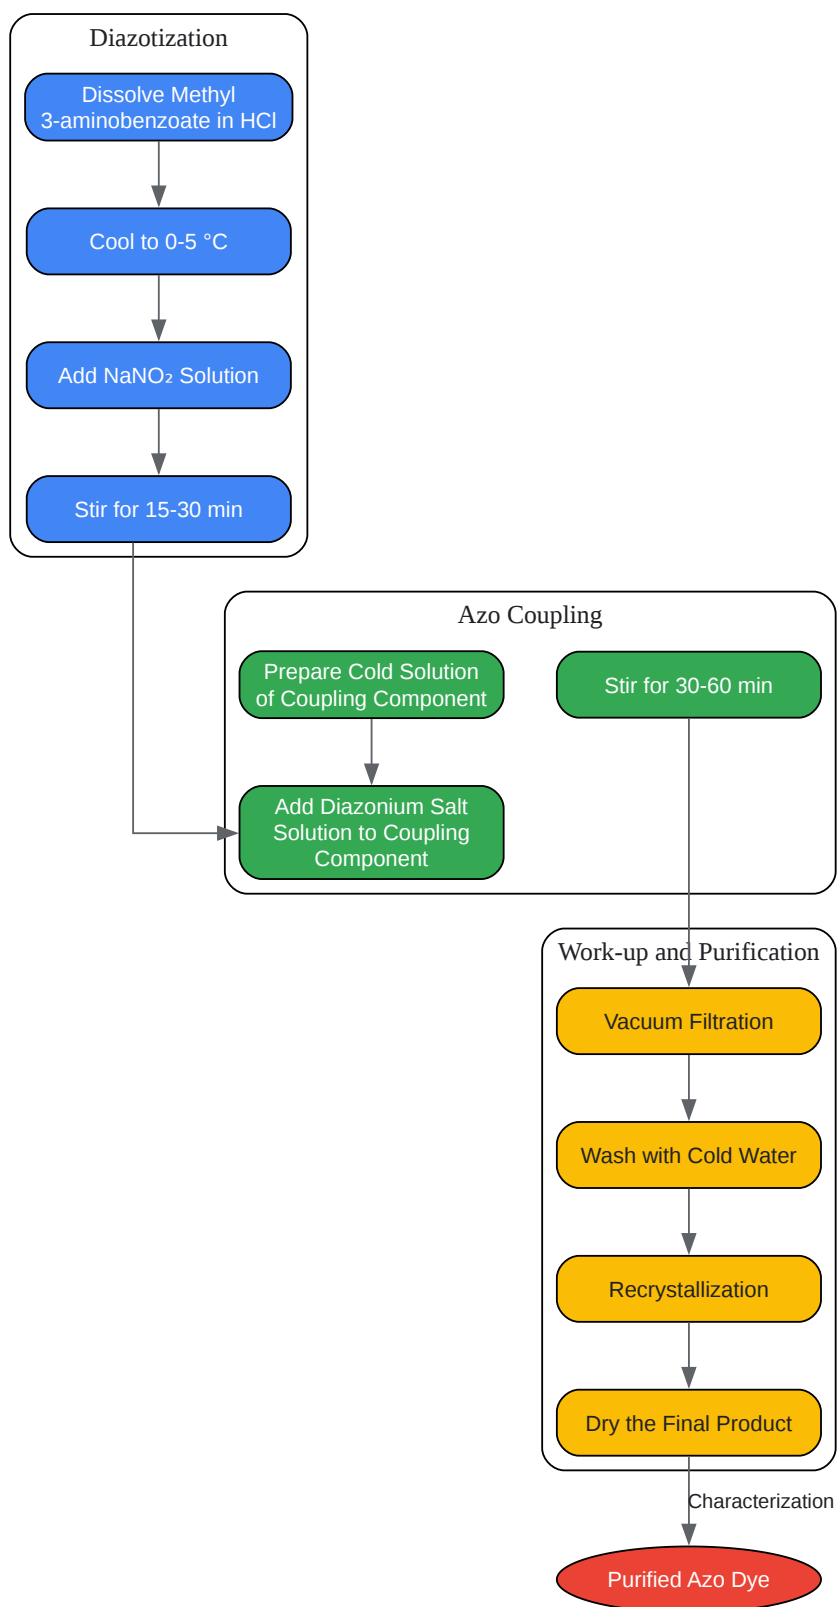 Diazotization
Dissolve Methyl
3-aminobenzoate in HCl
Cool to 0-5 °C
Add NaNO₂ Solution
Stir for 15-30 min
Azo Coupling
Prepare Cold Solution
of Coupling Component
Stir for 30-60 min
Add Diazonium Salt
Solution to Coupling
Component
Work-up and Purification
Vacuum Filtration
Wash with Cold Water
Recrystallization
Dry the Final Product
Characterization
Purified Azo Dye